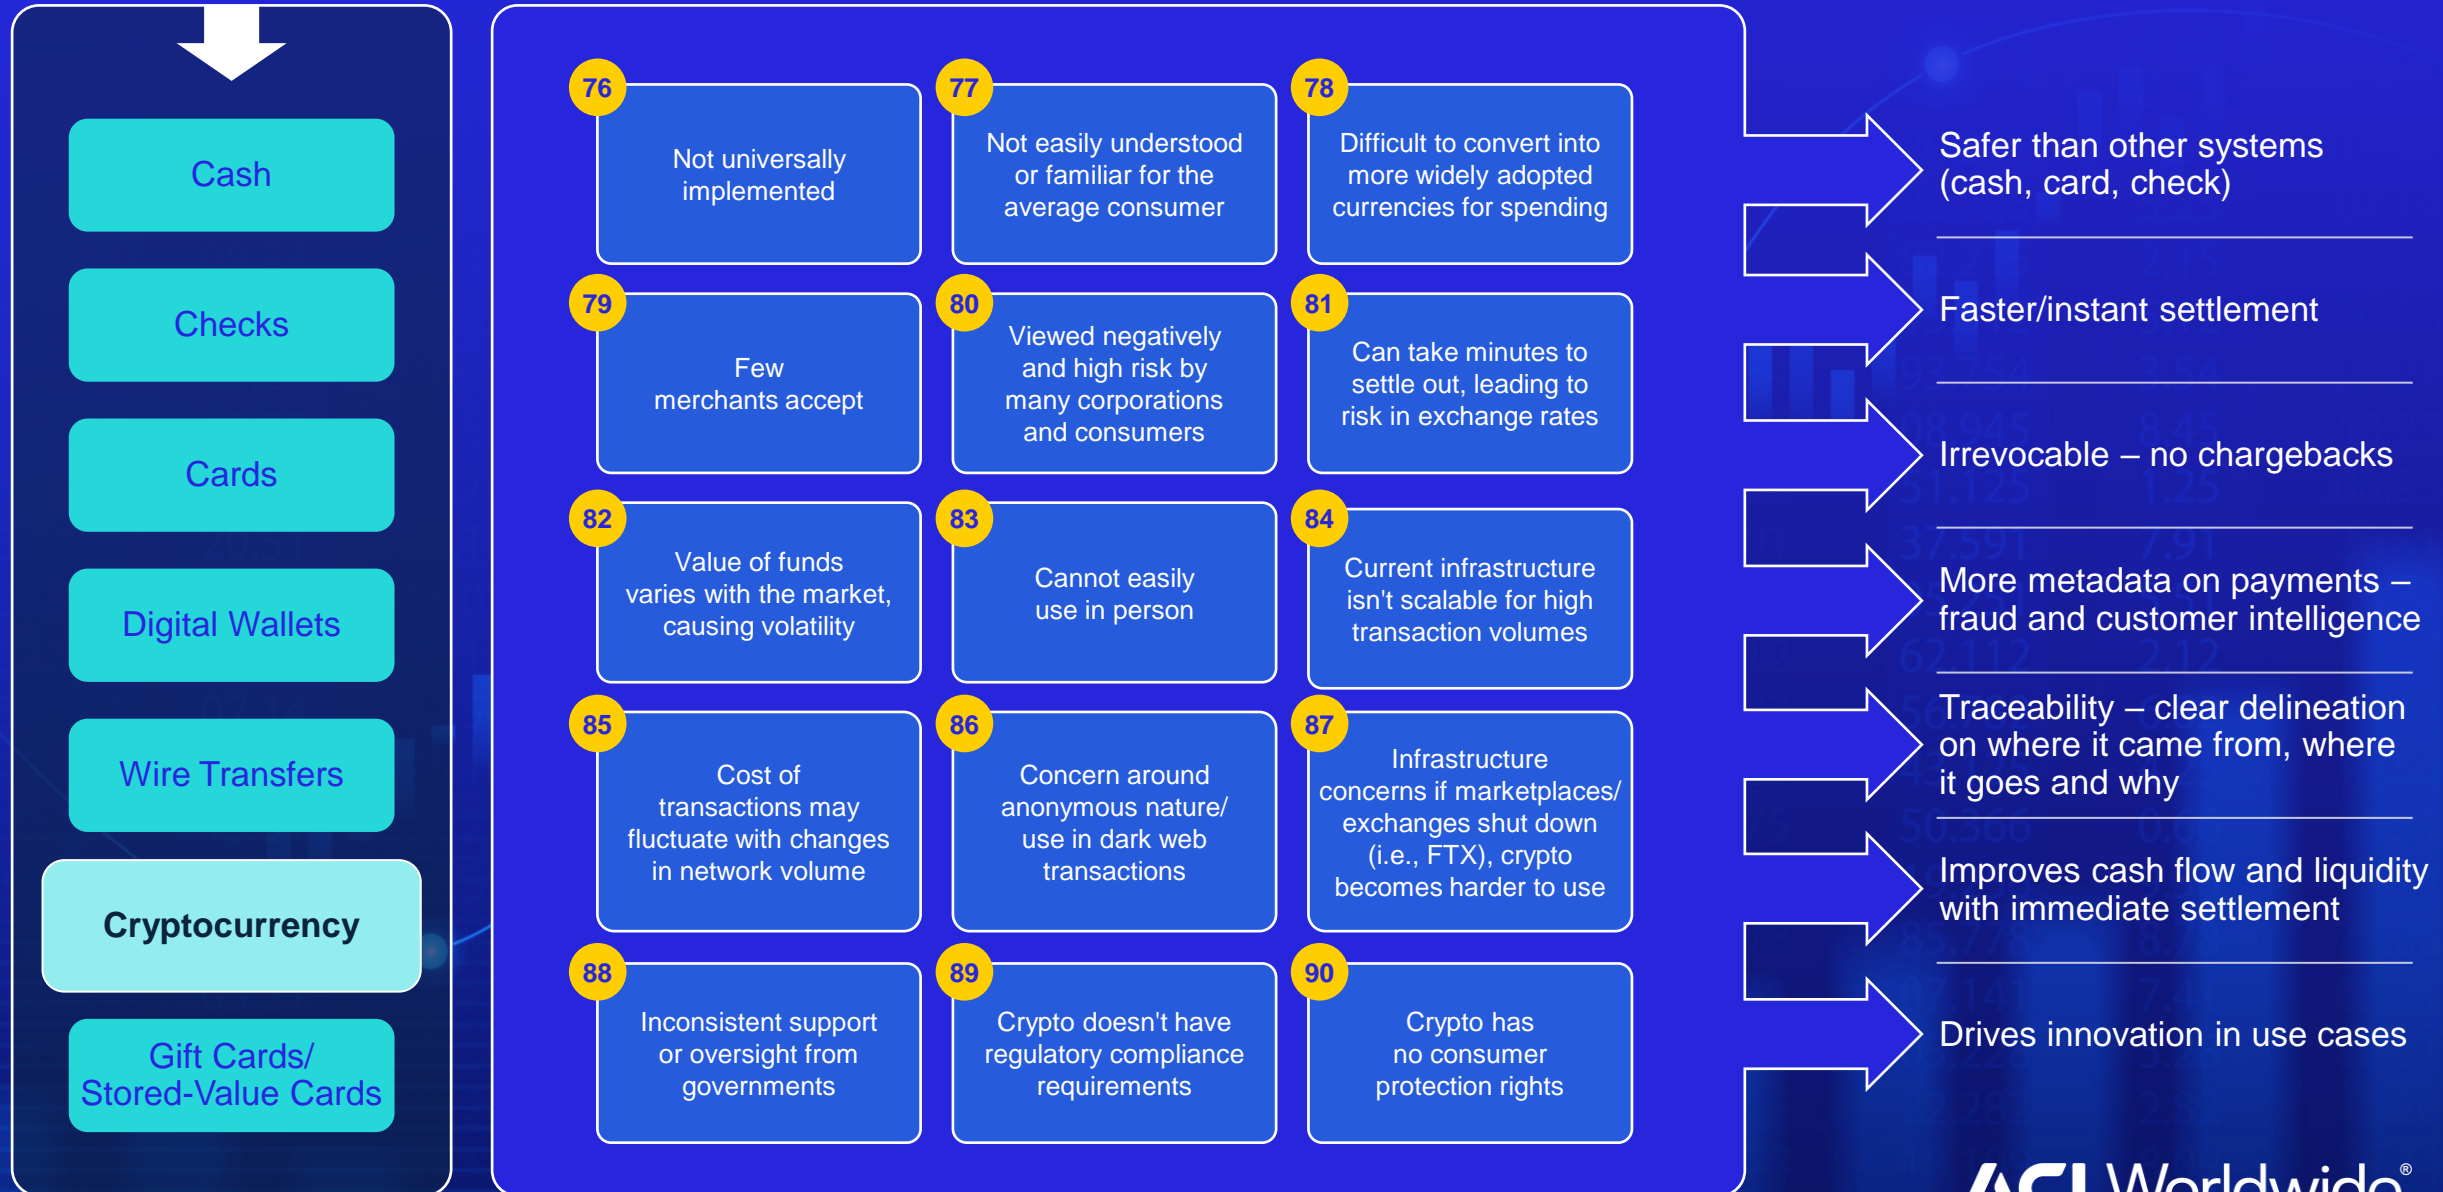 Cash
Checks
Cards
Digital Wallets
Wire Transfers
Cryptocurrency
Gift Cards/
Stored-Value Cards
76
Not universally
implemented
77
Not easily understood
or familiar for the
average consumer
78
Difficult to convert into
more widely adopted
currencies for spending
79
Few
merchants accept
80
Viewed negatively
and high risk by
many corporations
and consumers
81
Can take minutes to
settle out, leading to
risk in exchange rates
82
Value of funds
varies with the market,
causing volatility
83
Cannot easily
use in person
84
Current infrastructure
isn't scalable for high
transaction volumes
85
Cost of
transactions may
fluctuate with changes
in network volume
86
Concern around
anonymous nature/
use in dark web
transactions
87
Infrastructure
concerns if marketplaces/
exchanges shut down
(i.e., FTX), crypto
becomes harder to use
88
Inconsistent support
or oversight from
governments
89
Crypto doesn't have
regulatory compliance
requirements
90
Crypto has
no consumer
protection rights
Safer than other systems
(cash, card, check)
Faster/instant settlement
Irrevocable – no chargebacks
More metadata on payments –
fraud and customer intelligence
Traceability – clear delineation
on where it came from, where
it goes and why
Improves cash flow and liquidity
with immediate settlement
Drives innovation in use cases
ACI Worldwide®